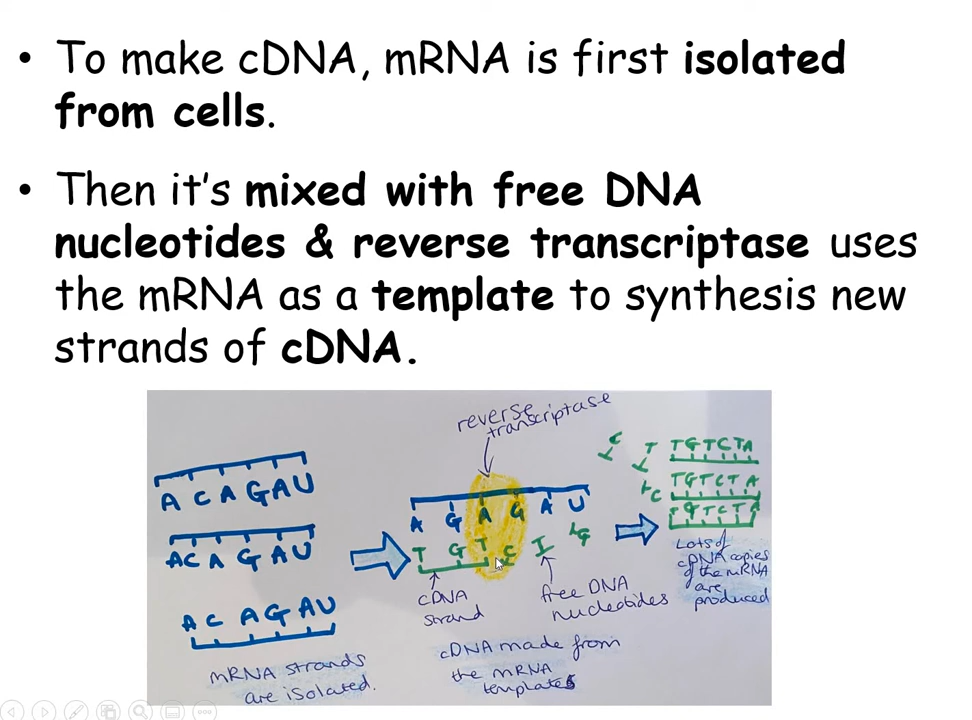 • To make cDNA, mRNA is first isolated
from cells.
• Then it's mixed with free DNA
nucleotides & reverse transcriptase uses
the mRNA as a template to synthesis new
strands of cDNA.
reverse
transcriptase
A C A G A U
A C A G A U
A C A G A U
mRNA strands
are isolated.
A G A G A U
T G T C T G
cDNA
strand
free DNA
nucleotides
cDNA made from
the mRNA
templates
C T
T G T C T A
T G T C T A
T G T C T A
Lots of
cDNA copies
of the mRNA
are
produced